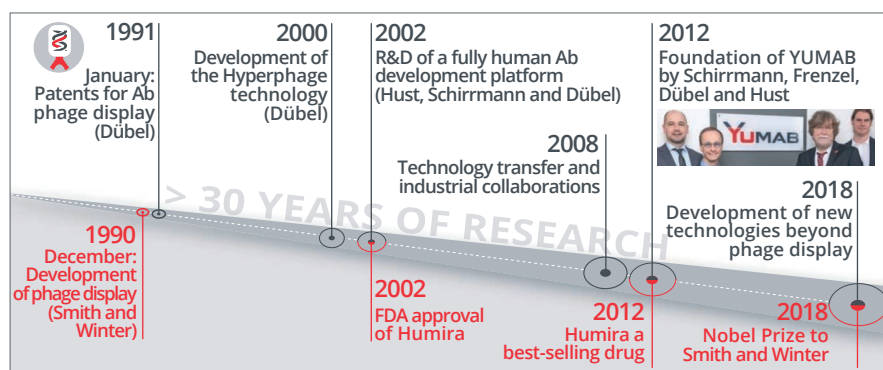 1991
January:
Patents for Ab
phage display
(Dübel)
2000
Development of
the Hyperphage
technology
(Dübel)
2002
R&D of a fully human Ab
development platform
(Hust, Schirrmann and Dübel)
2012
Foundation of YUMAB
by Schirrmann, Frenzel,
Dübel and Hust
YUMAB
2008
Technology transfer and
industrial collaborations
2018
Development of new
technologies beyond
phage display
> 30 YEARS OF RESEARCH
1990
December:
Development
of phage display
(Smith and
Winter)
2002
FDA approval
of Humira
2012
Humira a
best-selling drug
2018
Nobel Prize to
Smith and Winter